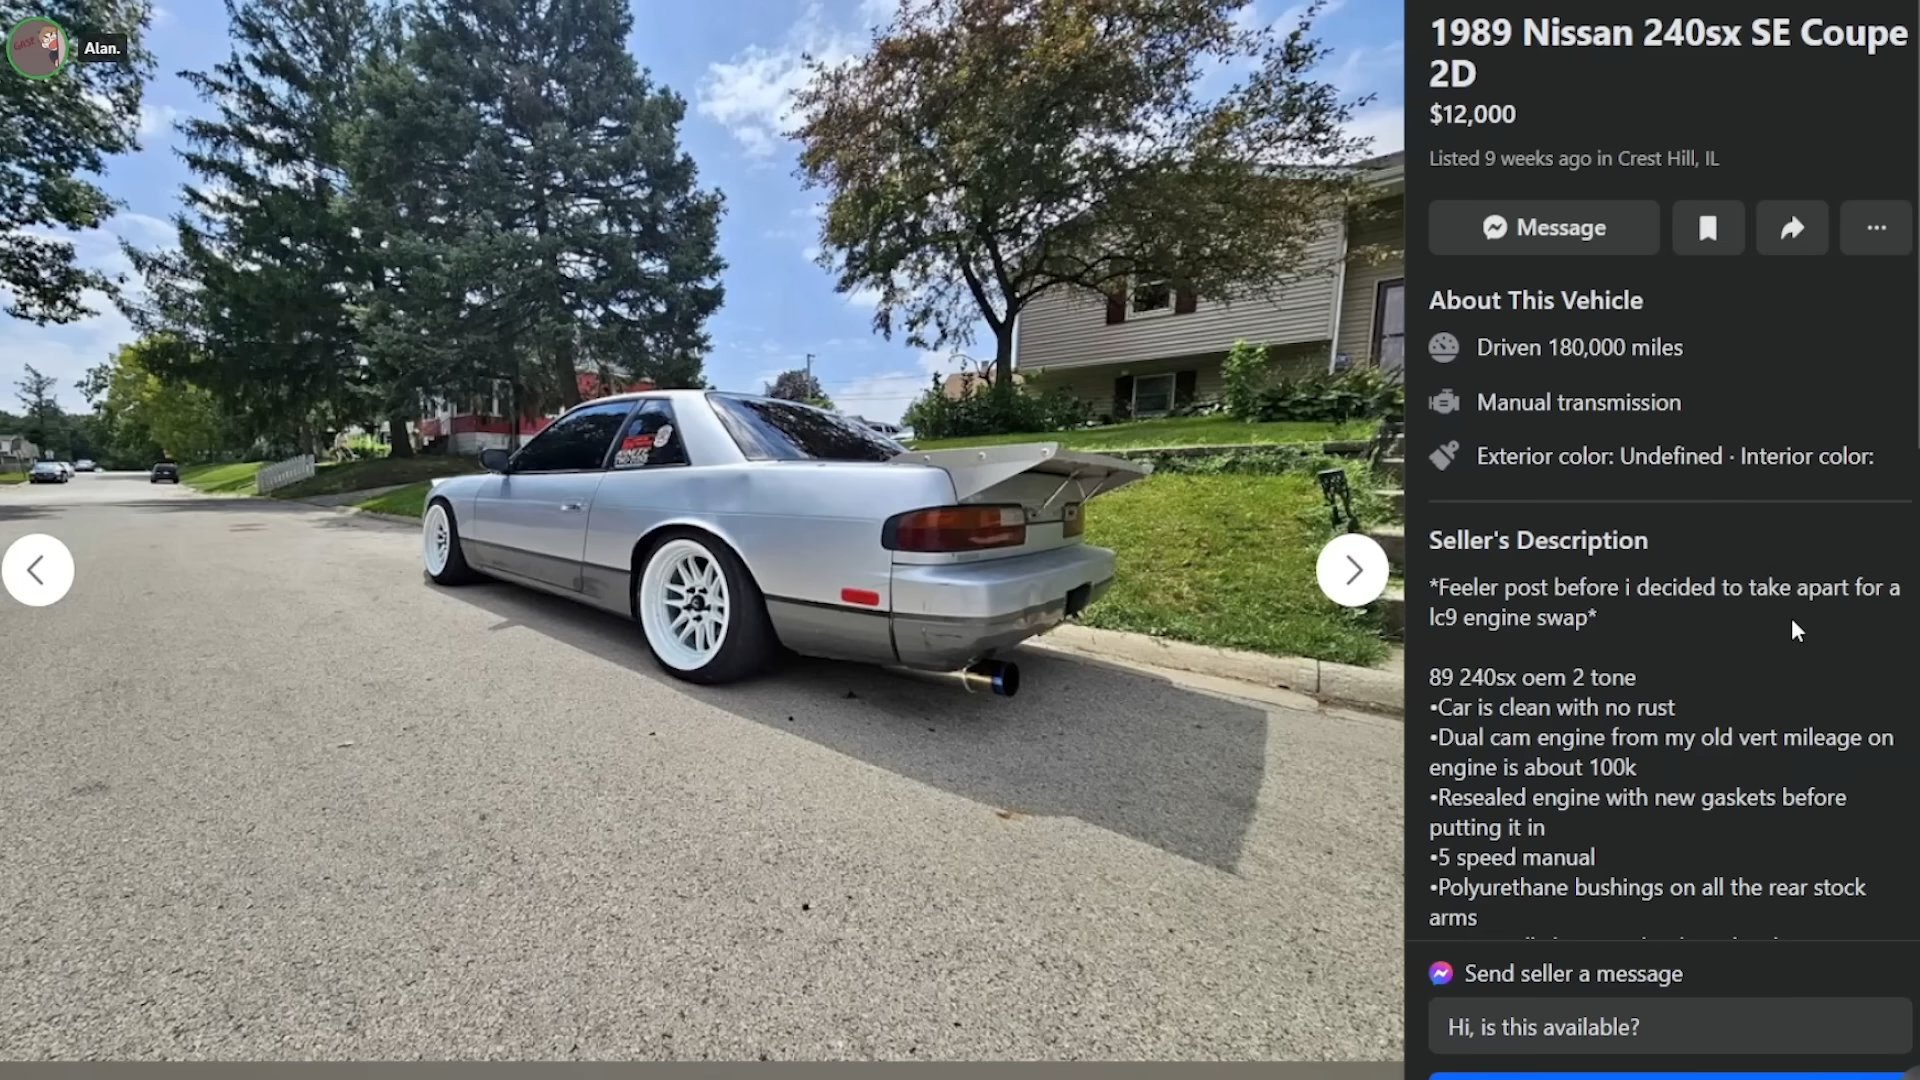 Alan.
1989 Nissan 240sx SE Coupe
2D
$12,000
Listed 9 weeks ago in Crest Hill, IL
Message
About This Vehicle
Driven 180,000 miles
Manual transmission
Exterior color: Undefined · Interior color:
Seller's Description
*Feeler post before i decided to take apart for a
lc9 engine swap*
89 240sx oem 2 tone
•Car is clean with no rust
•Dual cam engine from my old vert mileage on
engine is about 100k
•Resealed engine with new gaskets before
putting it in
•5 speed manual
•Polyurethane bushings on all the rear stock
arms
Send seller a message
Hi, is this available?